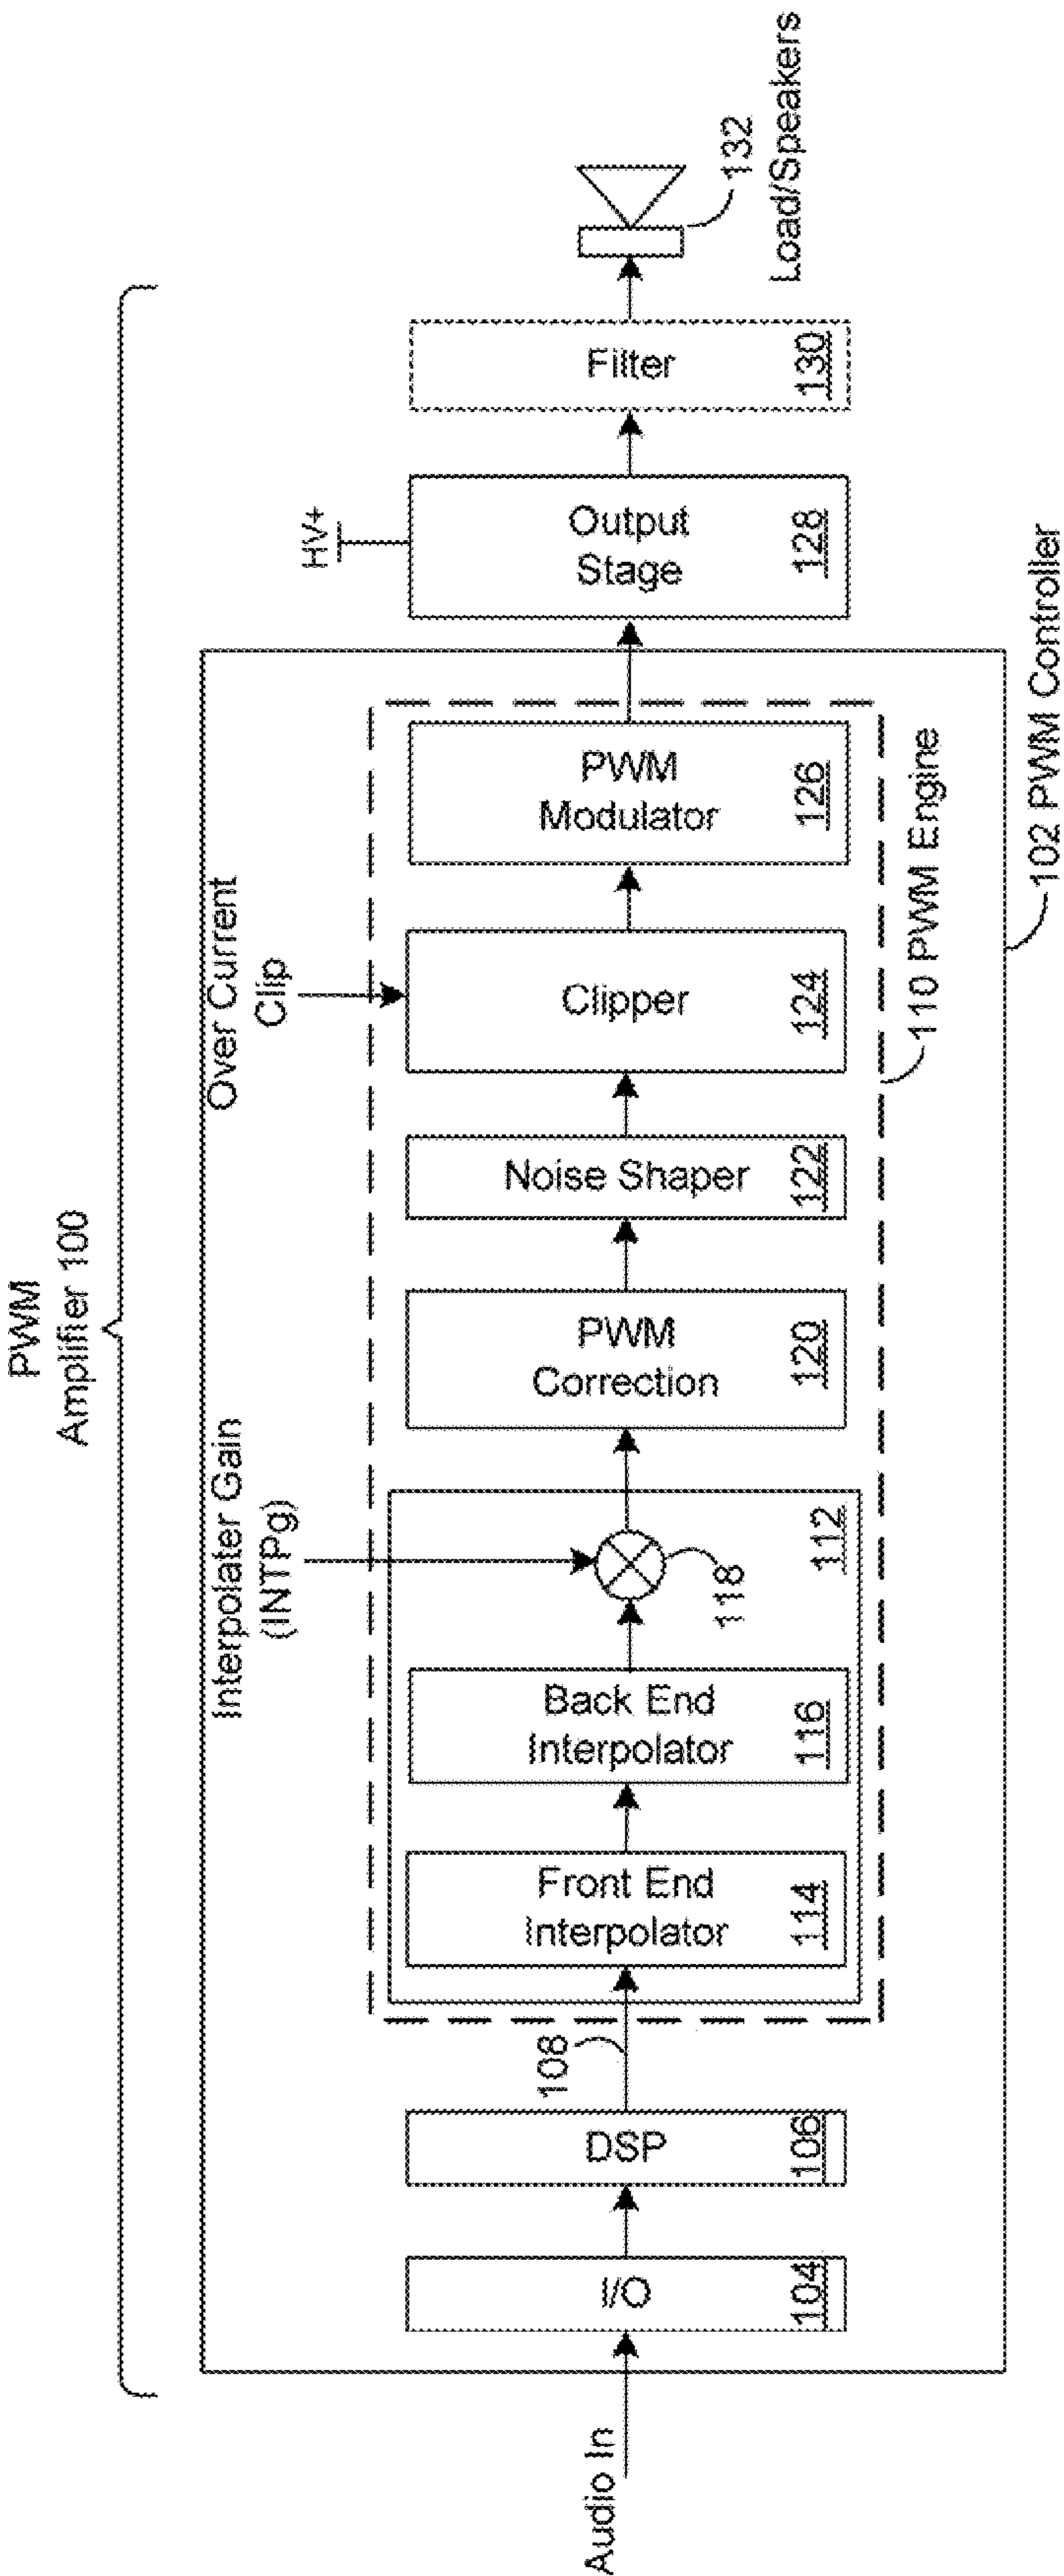 PWM
Amplifier 100
Audio In
I/O
104
DSP
106
108
Front End
Interpolator
114
Back End
Interpolator
116
Interpolater Gain
(INTPg)
118
112
PWM
Correction
120
Noise Shaper
122
Over Current
Clip
Clipper
124
PWM
Modulator
126
110 PWM Engine
102 PWM Controller
HV+
Output
Stage
128
Filter
130
132
Load/Speakers